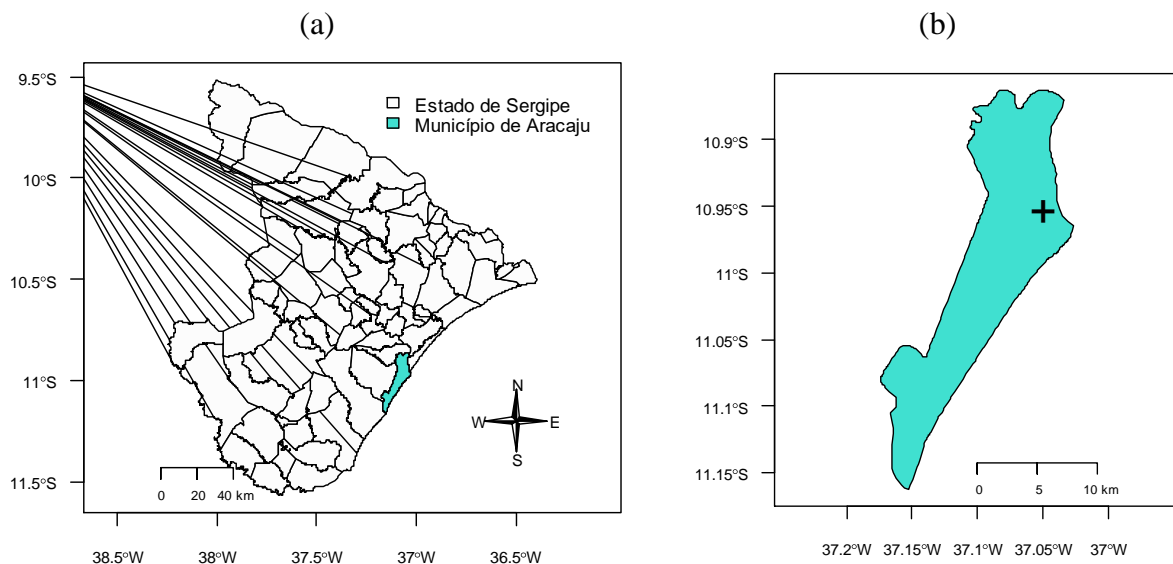 (a)
9.5°S
10°S
10.5°S
11°S
11.5°S
Estado de Sergipe
Município de Aracaju
N
W E
S
0 20 40 km
38.5°W 38°W 37.5°W 37°W 36.5°W
(b)
10.9°S
10.95°S
11°S
11.05°S
11.1°S
11.15°S
0 5 10 km
37.2°W 37.15°W 37.1°W 37.05°W 37°W